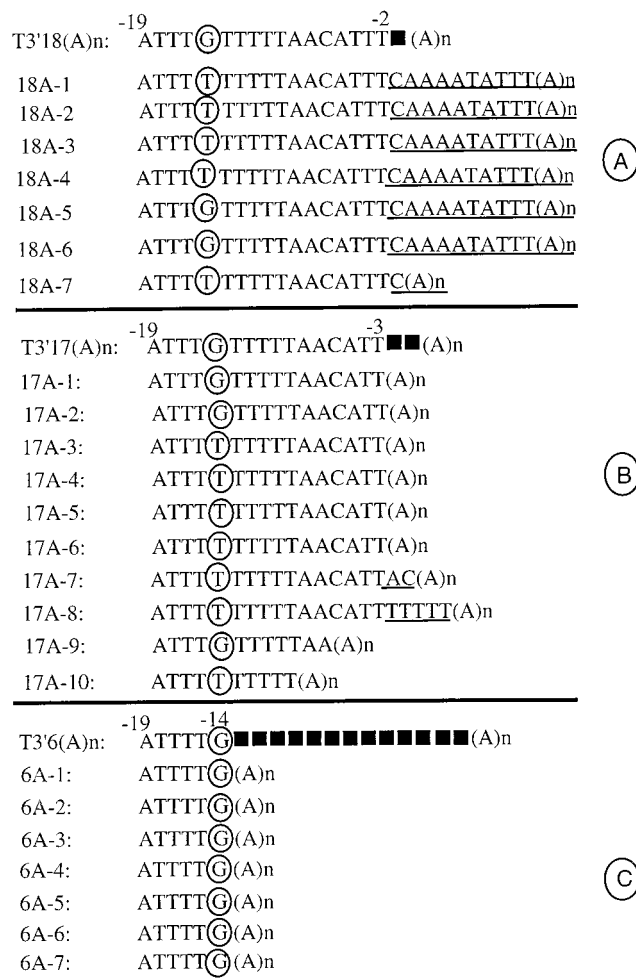 -19 -2
T3'18(A)n: ATTTGTTTTTAACATTT■(A)n
18A-1 ATTTTTTTTTAACATTTCAAAATATTT(A)n
18A-2 ATTTTTTTTTAACATTTCAAAATATTT(A)n
18A-3 ATTTTTTTTTAACATTTCAAAATATTT(A)n
18A-4 ATTTTTTTTTAACATTTCAAAATATTT(A)n
18A-5 ATTTGTTTTTAACATTTCAAAATATTT(A)n
18A-6 ATTTGTTTTTAACATTTCAAAATATTT(A)n
18A-7 ATTTTTTTTTAACATTTC(A)n
A
-19 -3
T3'17(A)n: ATTTGTTTTTAACATT■■(A)n
17A-1: ATTTGTTTTTAACATT(A)n
17A-2: ATTTGTTTTTAACATT(A)n
17A-3: ATTTTTTTTTAACATT(A)n
17A-4: ATTTTTTTTTAACATT(A)n
17A-5: ATTTTTTTTTAACATT(A)n
17A-6: ATTTTTTTTTAACATT(A)n
17A-7: ATTTTTTTTTAACATTAC(A)n
17A-8: ATTTTTTTTTAACATTTTTTT(A)n
17A-9: ATTTGTTTTTAA(A)n
17A-10: ATTTTTTTTT(A)n
B
-19 -14
T3'6(A)n: ATTTTG■■■■■■■■■■■■■(A)n
6A-1: ATTTTG(A)n
6A-2: ATTTTG(A)n
6A-3: ATTTTG(A)n
6A-4: ATTTTG(A)n
6A-5: ATTTTG(A)n
6A-6: ATTTTG(A)n
6A-7: ATTTTG(A)n
C